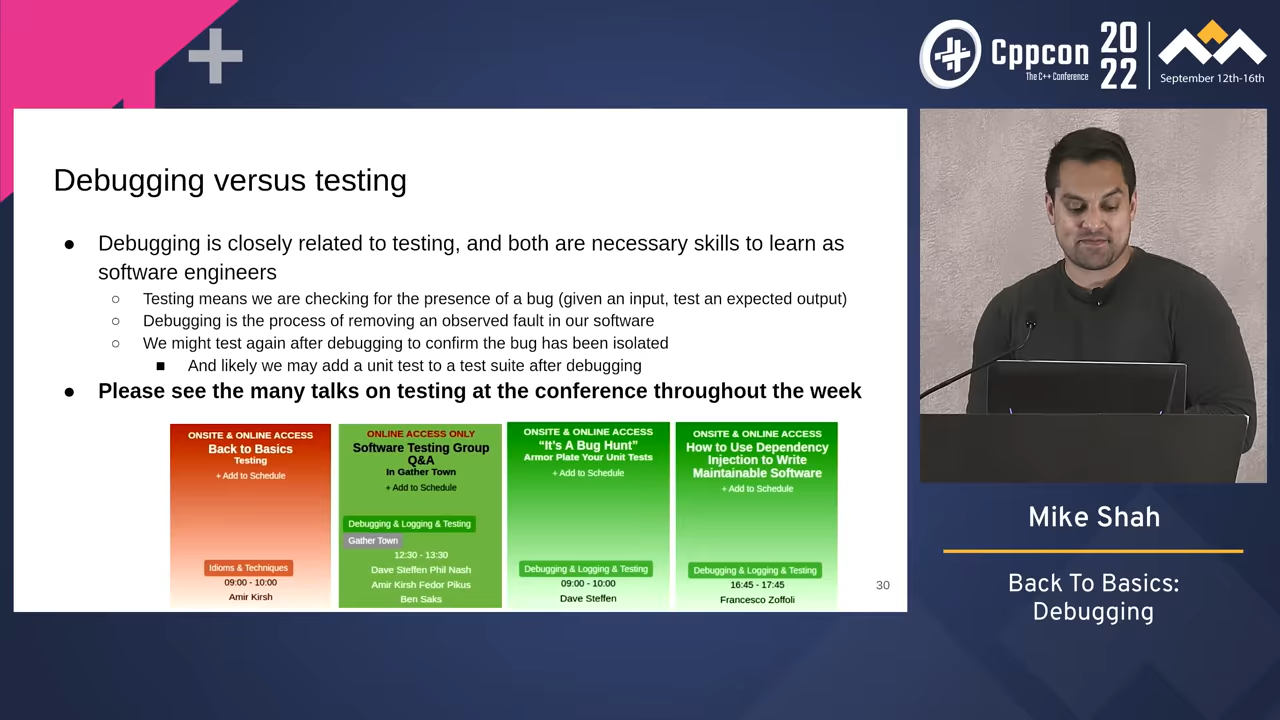 Cppcon
The C++ Conference
20
22
September 12th-16th
Debugging versus testing
● Debugging is closely related to testing, and both are necessary skills to learn as
software engineers
○ Testing means we are checking for the presence of a bug (given an input, test an expected output)
○ Debugging is the process of removing an observed fault in our software
○ We might test again after debugging to confirm the bug has been isolated
■ And likely we may add a unit test to a test suite after debugging
● Please see the many talks on testing at the conference throughout the week
ONSITE & ONLINE ACCESS
Back to Basics
Testing
+ Add to Schedule
Idioms & Techniques
09:00 - 10:00
Amir Kirsh
ONLINE ACCESS ONLY
Software Testing Group
Q&A
In Gather Town
+ Add to Schedule
Debugging & Logging & Testing
Gather Town
12:30 - 13:30
Dave Steffen Phil Nash
Amir Kirsh Fedor Pikus
Ben Saks
ONSITE & ONLINE ACCESS
“It's A Bug Hunt”
Armor Plate Your Unit Tests
+ Add to Schedule
Debugging & Logging & Testing
09:00 - 10:00
Dave Steffen
ONSITE & ONLINE ACCESS
How to Use Dependency
Injection to Write
Maintainable Software
+ Add to Schedule
Debugging & Logging & Testing
16:45 - 17:45
Francesco Zoffoli
30
Mike Shah
Back To Basics:
Debugging